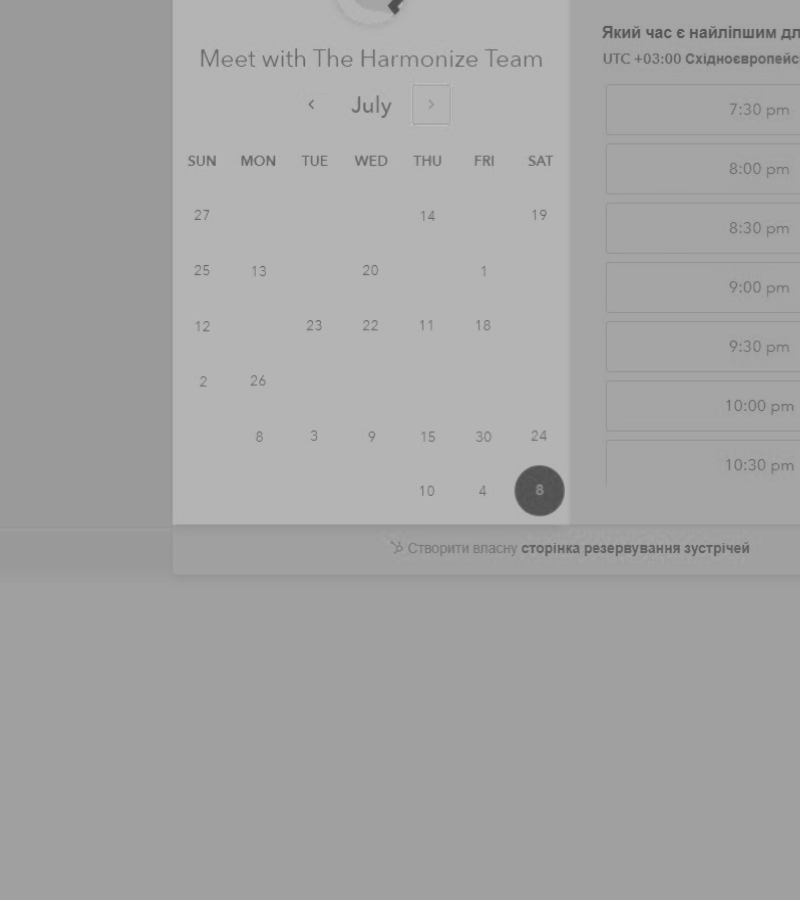 Meet with The Harmonize Team
July
SUN MON TUE WED THU FRI SAT
27 14 19
25 13 20 1
12 23 22 11 18
2 26
8 3 9 15 30 24
10 4 8
Який час є найліпшим дл
UTC +03:00 Східноєвропейс
7:30 pm
8:00 pm
8:30 pm
9:00 pm
9:30 pm
10:00 pm
10:30 pm
Створити власну сторінка резервування зустрічей